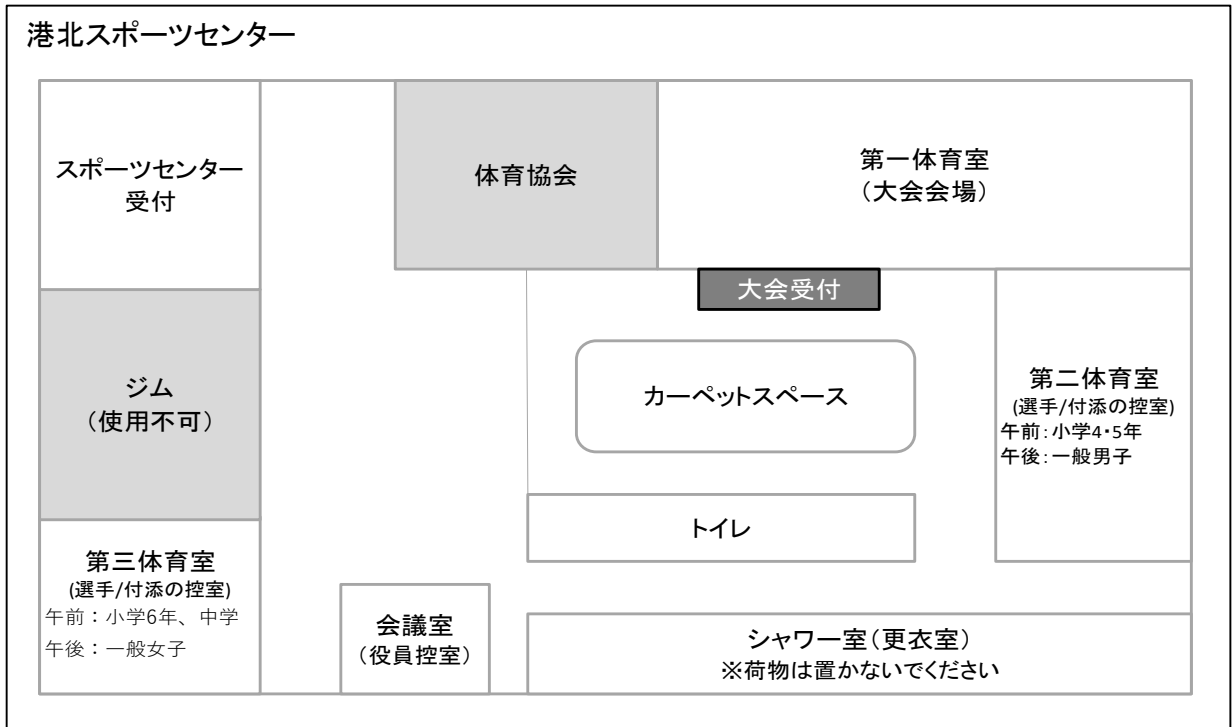 港北スポーツセンター
スポーツセンター
受付
体育協会
第一体育室
（大会会場）
大会受付
ジム
（使用不可）
カーペットスペース
第二体育室
(選手/付添の控室)
午前：小学4・5年
午後：一般男子
トイレ
第三体育室
(選手/付添の控室)
午前：小学6年、中学
午後：一般女子
会議室
（役員控室）
シャワー室（更衣室）
※荷物は置かないでください